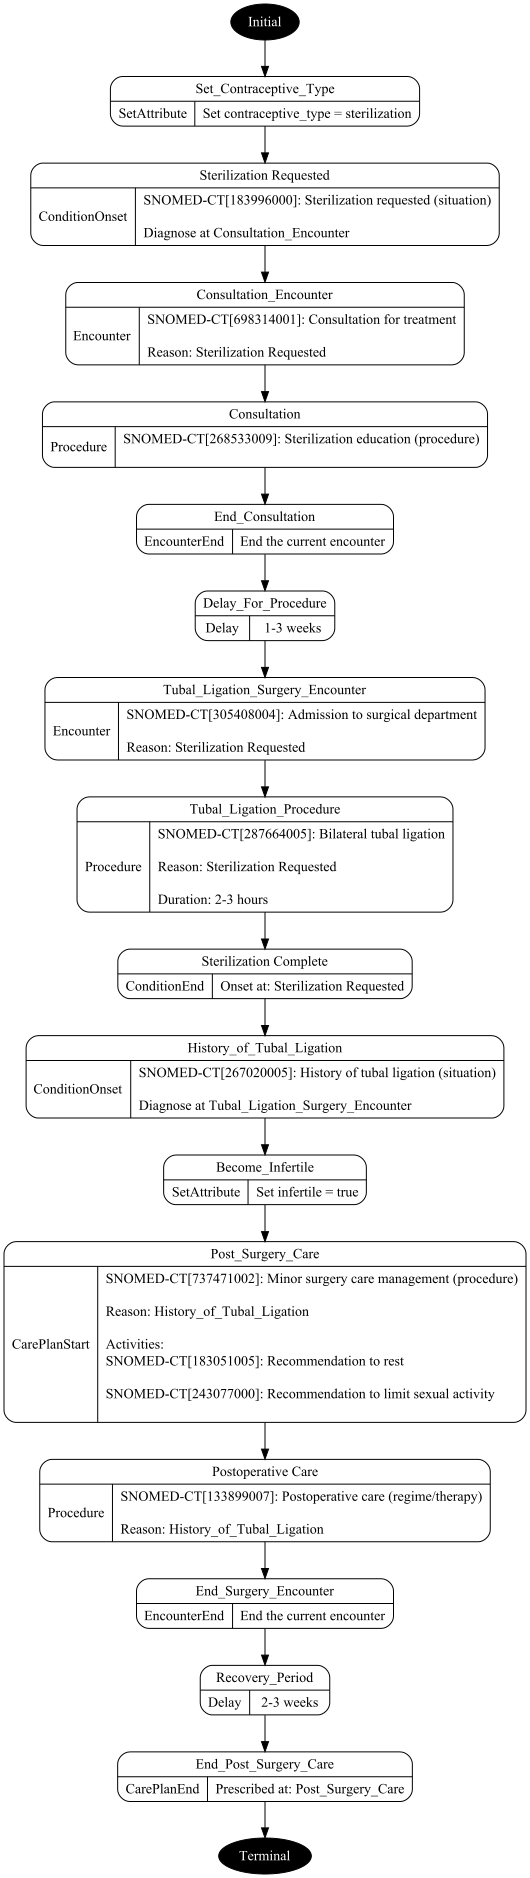 Initial
Set_Contraceptive_Type
SetAttribute
Set contraceptive_type = sterilization
Sterilization Requested
ConditionOnset
SNOMED-CT[183996000]: Sterilization requested (situation)
Diagnose at Consultation_Encounter
Consultation_Encounter
Encounter
SNOMED-CT[698314001]: Consultation for treatment
Reason: Sterilization Requested
Consultation
Procedure
SNOMED-CT[268533009]: Sterilization education (procedure)
End_Consultation
EncounterEnd
End the current encounter
Delay_For_Procedure
Delay
1-3 weeks
Tubal_Ligation_Surgery_Encounter
Encounter
SNOMED-CT[305408004]: Admission to surgical department
Reason: Sterilization Requested
Tubal_Ligation_Procedure
Procedure
SNOMED-CT[287664005]: Bilateral tubal ligation
Reason: Sterilization Requested
Duration: 2-3 hours
Sterilization Complete
ConditionEnd
Onset at: Sterilization Requested
History_of_Tubal_Ligation
ConditionOnset
SNOMED-CT[267020005]: History of tubal ligation (situation)
Diagnose at Tubal_Ligation_Surgery_Encounter
Become_Infertile
SetAttribute
Set infertile = true
Post_Surgery_Care
CarePlanStart
SNOMED-CT[737471002]: Minor surgery care management (procedure)
Reason: History_of_Tubal_Ligation
Activities:
SNOMED-CT[183051005]: Recommendation to rest
SNOMED-CT[243077000]: Recommendation to limit sexual activity
Postoperative Care
Procedure
SNOMED-CT[133899007]: Postoperative care (regime/therapy)
Reason: History_of_Tubal_Ligation
End_Surgery_Encounter
EncounterEnd
End the current encounter
Recovery_Period
Delay
2-3 weeks
End_Post_Surgery_Care
CarePlanEnd
Prescribed at: Post_Surgery_Care
Terminal